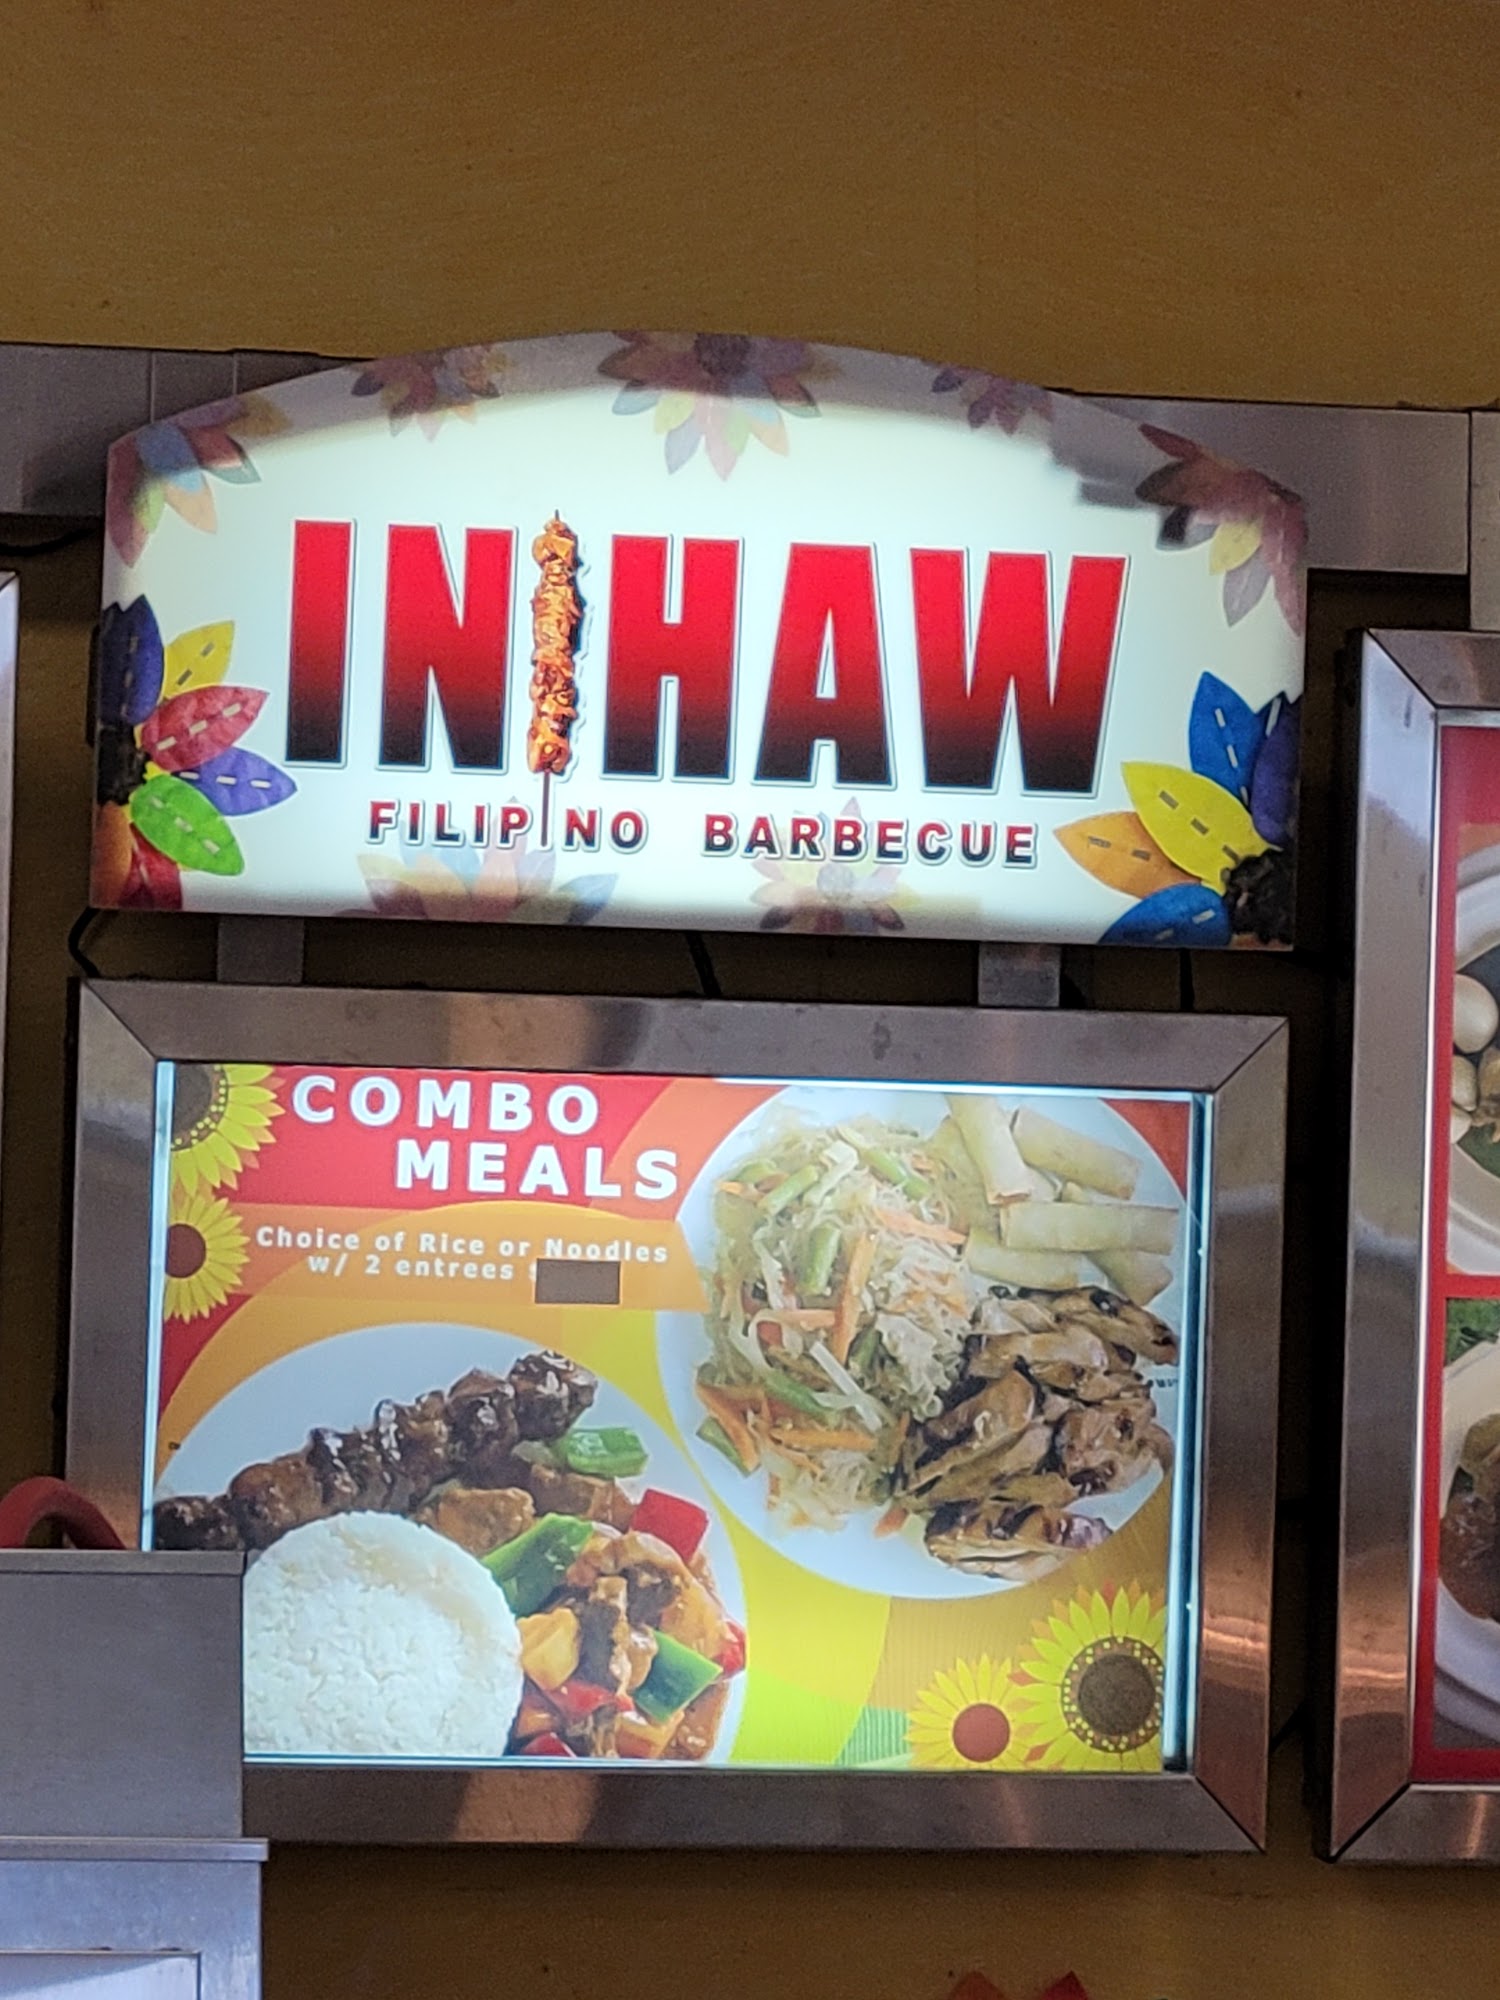 INIHAW
FILIPINO BARBECUE
COMBO
MEALS
Choice of Rice or Noodles
w/ 2 entrees